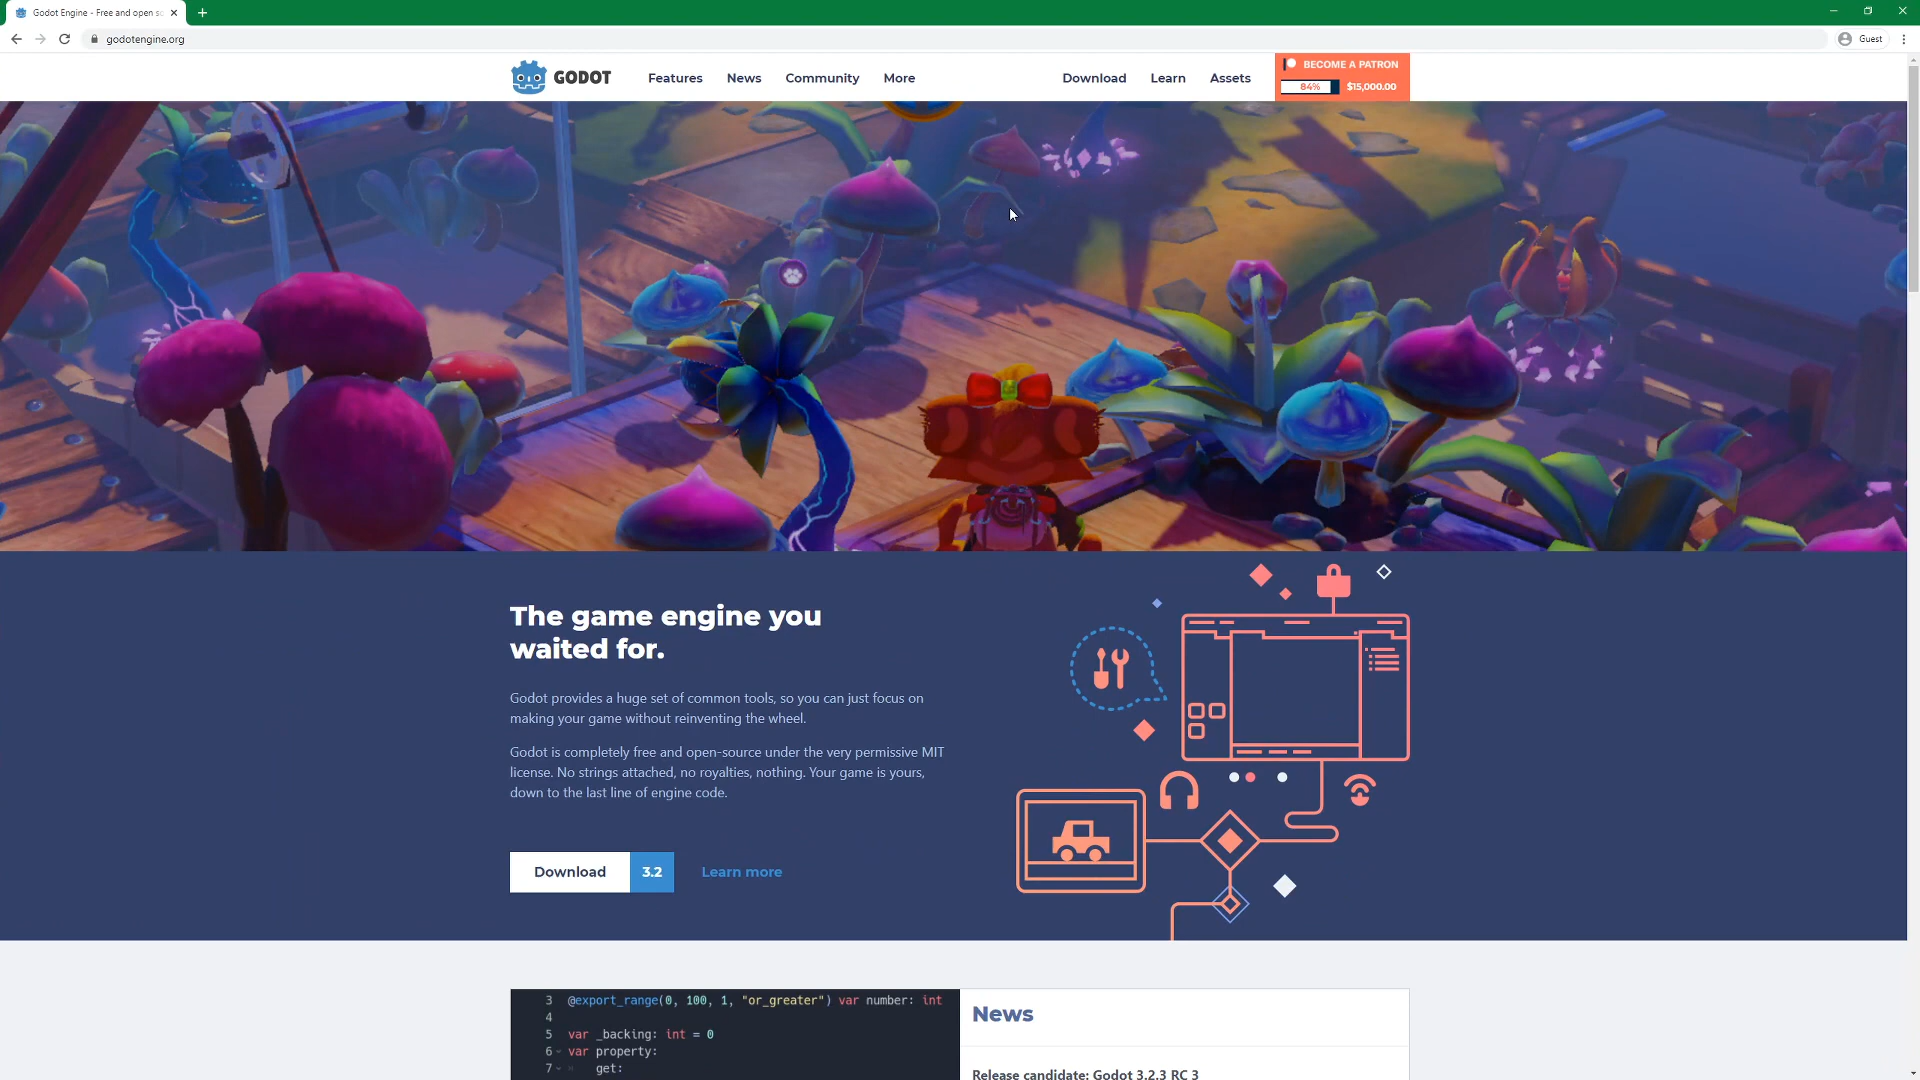 Godot Engine - Free and open so
godotengine.org
Guest
GODOT
Features
News
Community
More
Download
Learn
Assets
BECOME A PATRON
84%
$15,000.00
The game engine you
waited for.
Godot provides a huge set of common tools, so you can just focus on
making your game without reinventing the wheel.
Godot is completely free and open-source under the very permissive MIT
license. No strings attached, no royalties, nothing. Your game is yours,
down to the last line of engine code.
Download 3.2
Learn more
3 @export_range(0, 100, 1, "or_greater") var number: int
4
5 var _backing: int = 0
6 var property:
7 get:
News
Release candidate: Godot 3.2.3 RC 3